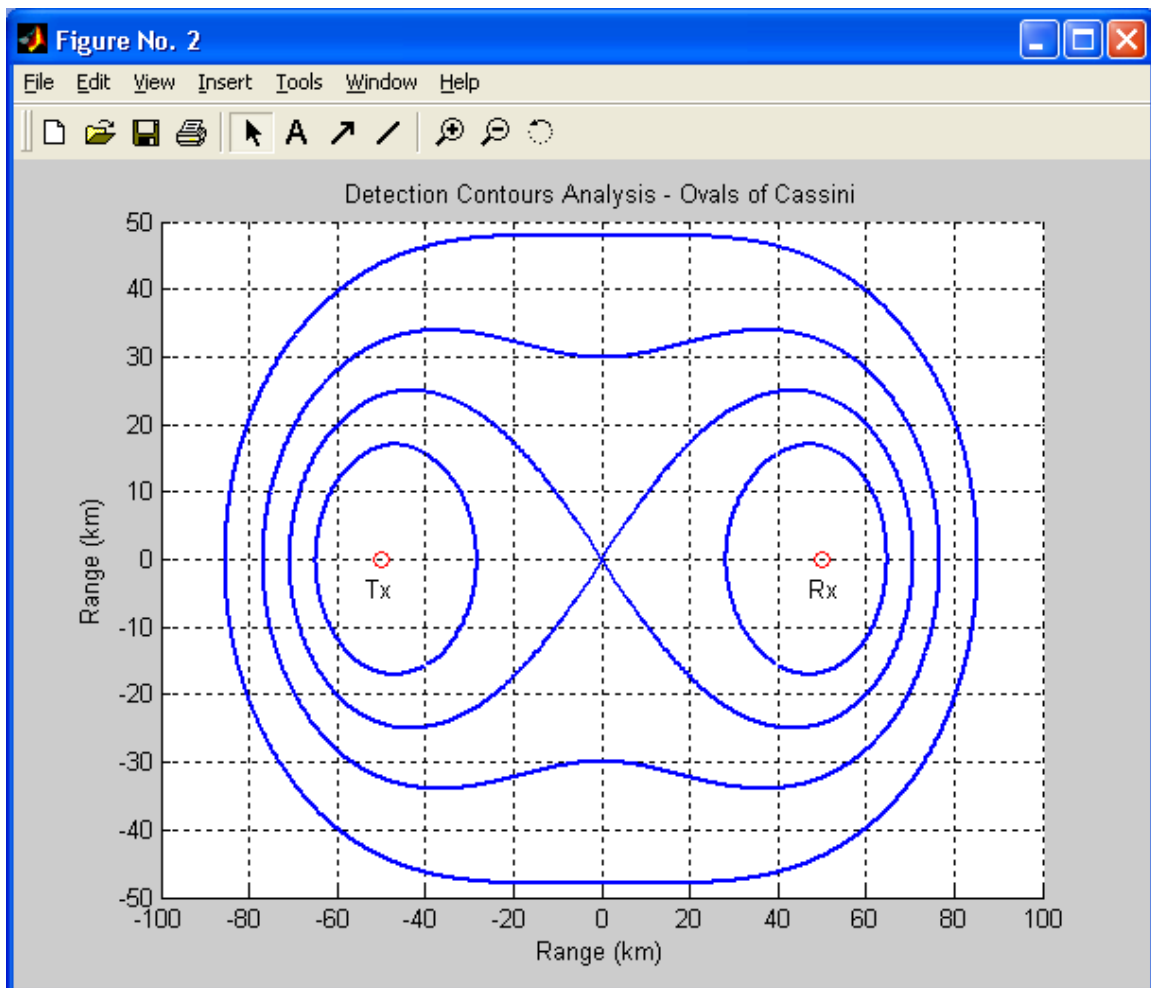 Figure No. 2
File Edit View Insert Tools Window Help
A
Detection Contours Analysis - Ovals of Cassini
50
40
30
20
10
0
-10
-20
-30
-40
-50
Range (km)
Tx
Rx
-100 -80 -60 -40 -20 0 20 40 60 80 100
Range (km)